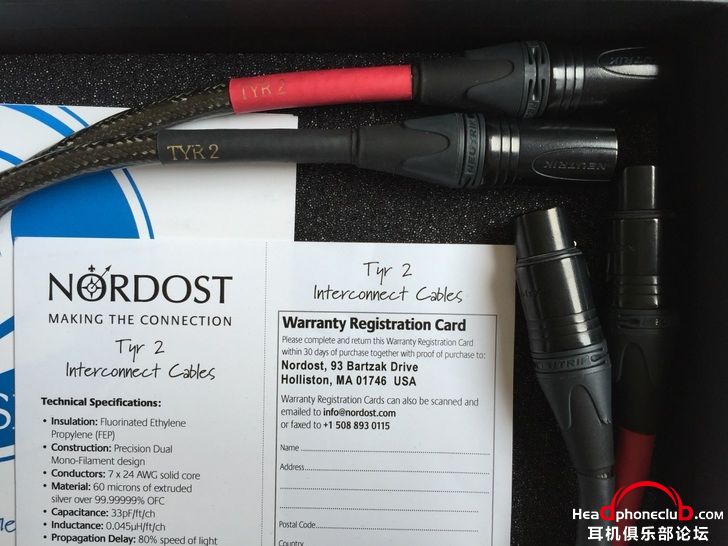 TYR 2
TYR 2
NEUTRIK
NEUTRIK
NORDOST
MAKING THE CONNECTION
Tyr 2
Interconnect Cables
Technical Specifications:
• Insulation: Fluorinated Ethylene
Propylene (FEP)
• Construction: Precision Dual
Mono-Filament design
• Conductors: 7 x 24 AWG solid core
• Material: 60 microns of extruded
silver over 99.99999% OFC
• Capacitance: 33pF/ft/ch
• Inductance: 0.045µH/ft/ch
• Propagation Delay: 80% speed of light
Tyr 2
Interconnect Cables
Warranty Registration Card
Please complete and return this Warranty Registration Card
within 30 days of purchase together with proof of purchase to:
Nordost, 93 Bartzak Drive
Holliston, MA 01746 USA
Warranty Registration Cards can also be scanned and
emailed to info@nordost.com
or faxed to +1 508 893 0115
Name
Address
Postal Code
Country
NEUTRIK
Headphoneclub.com
耳机俱乐部论坛